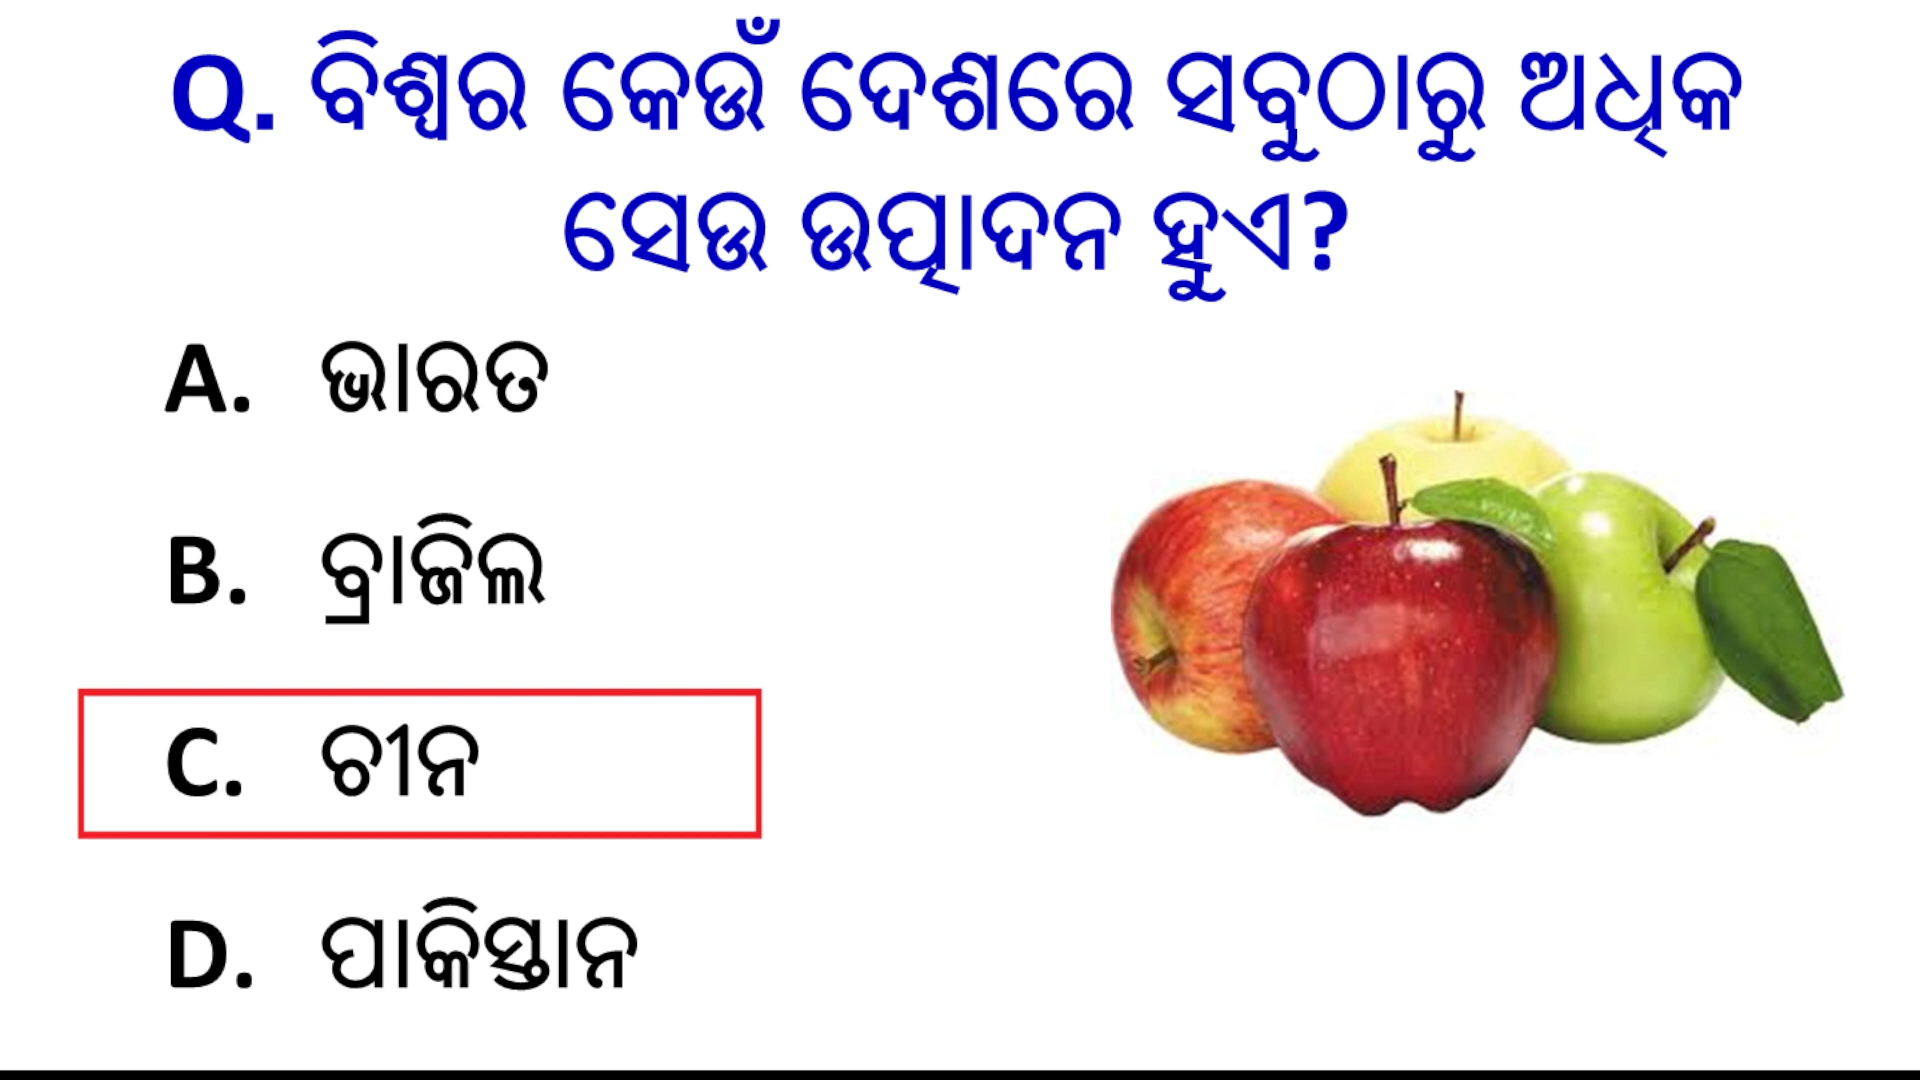 Q. ବିଶ୍ୱର କେଉଁ ଦେଶରେ ସବୁଠାରୁ ଅଧିକ
ସେଉ ଉତ୍ପାଦନ ହୁଏ?
A. ଭାରତ
B. ବ୍ରାଜିଲ
C. ଚୀନ
D. ପାକିସ୍ତାନ